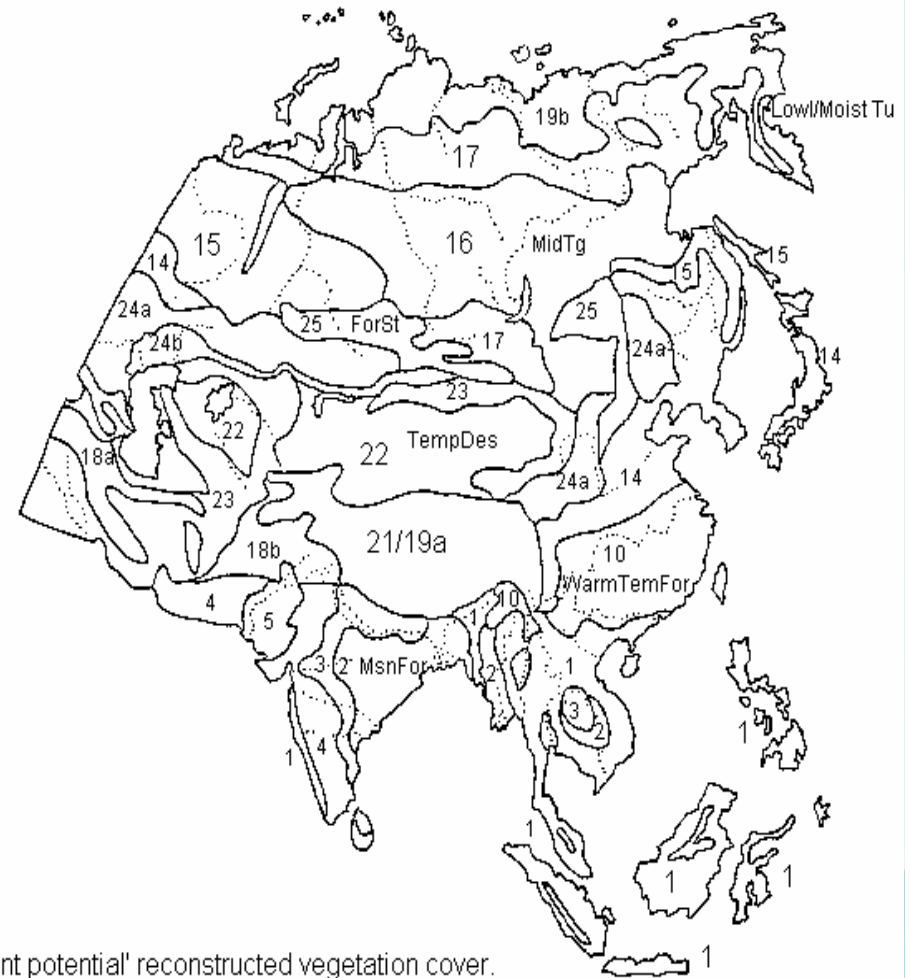 19b
Lowl/Moist Tu
17
15
16
MidTg
14
5
15
24a
25
ForSt
25
24b
17
24a
14
23
22
22
TempDes
18a
24a
14
23
21/19a
10
18b
WarmTemFor
4
10
5
1
3
2
MsnFor
2
1
3
2
1
4
1
1
1
1
1
nt potential' reconstructed vegetation cover.